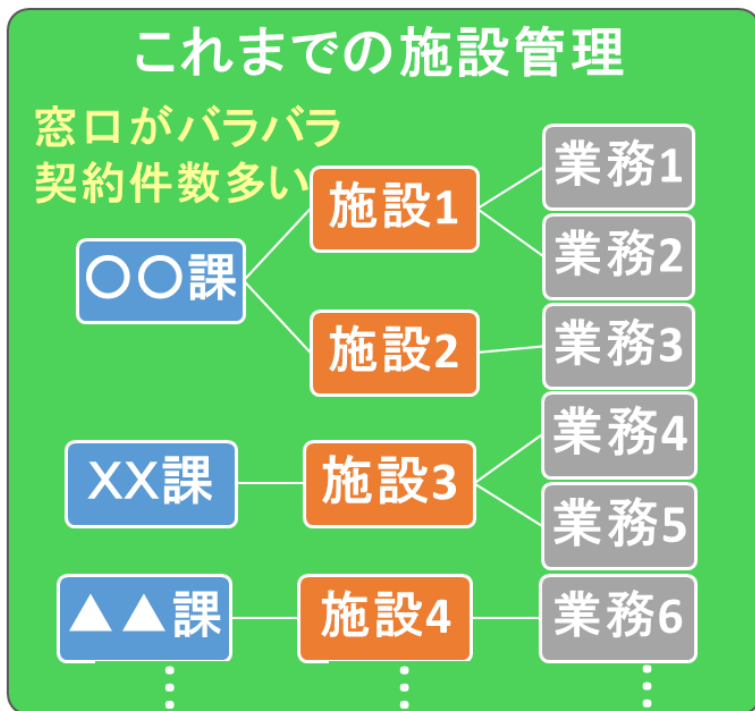 これまでの施設管理
窓口がバラバラ
契約件数多い
〇〇課
施設1
業務1
業務2
施設2
業務3
XX課
施設3
業務4
業務5
▲▲課
施設4
業務6